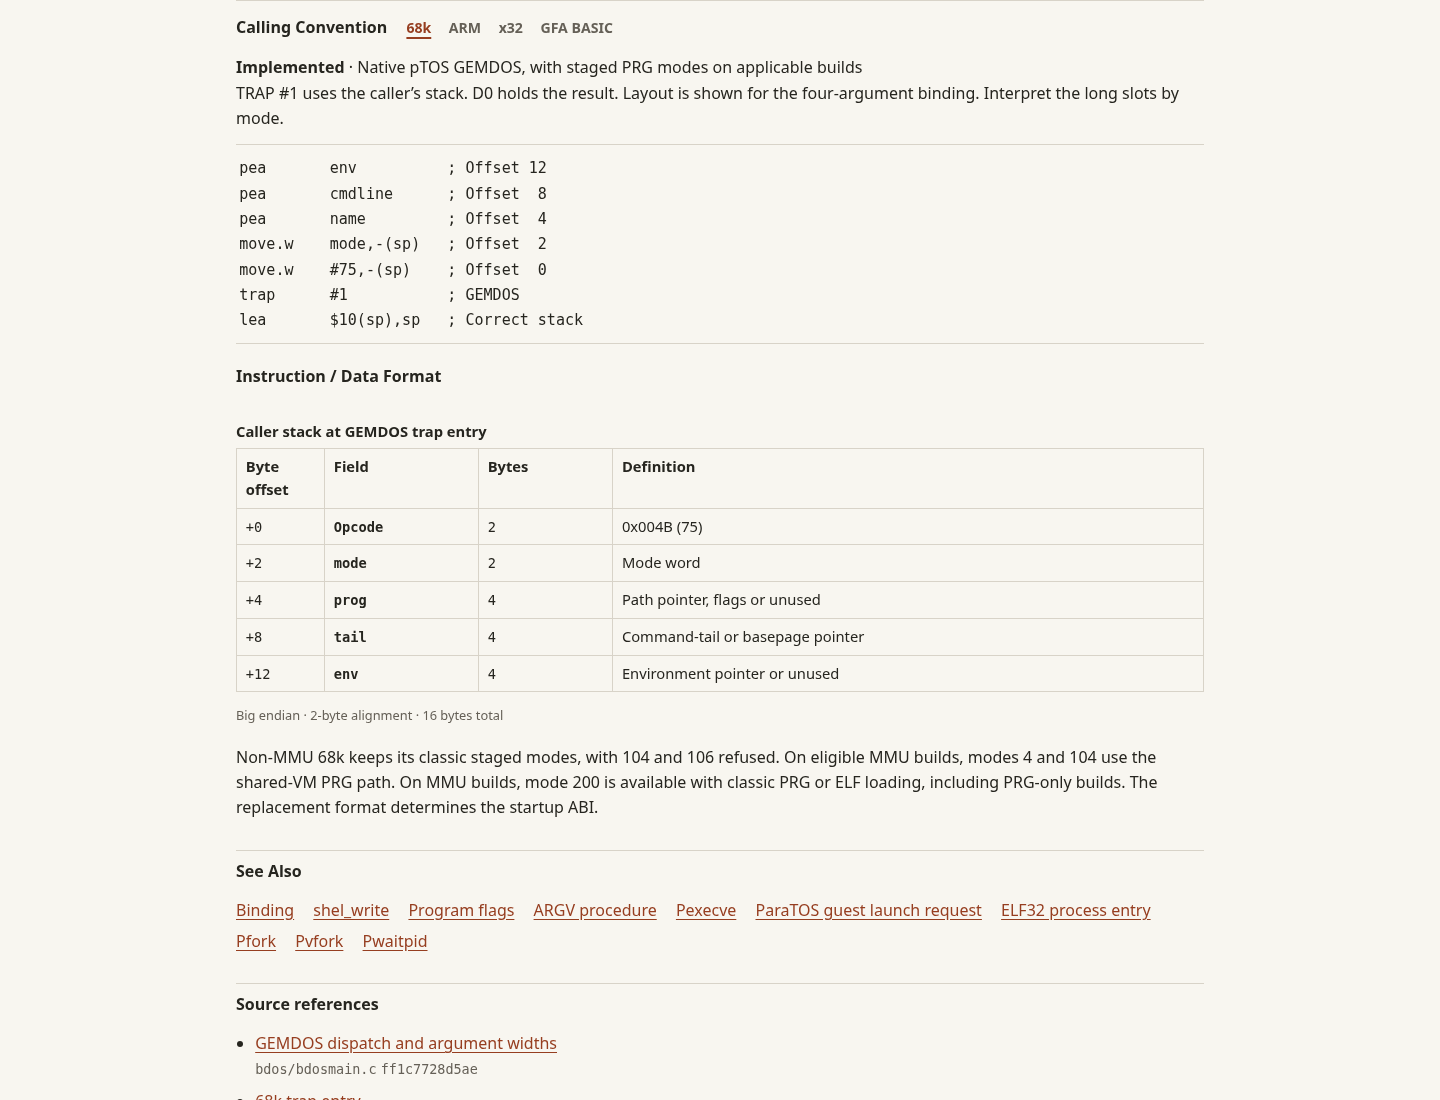 Calling Convention 68k ARM x32 GFA BASIC
Implemented · Native pTOS GEMDOS, with staged PRG modes on applicable builds
TRAP #1 uses the caller’s stack. D0 holds the result. Layout is shown for the four-argument binding. Interpret the long slots by
mode.
pea env ; Offset 12
pea cmdline ; Offset 8
pea name ; Offset 4
move.w mode,-(sp) ; Offset 2
move.w #75,-(sp) ; Offset 0
trap #1 ; GEMDOS
lea $10(sp),sp ; Correct stack
Instruction / Data Format
Caller stack at GEMDOS trap entry
Byte offset Field Bytes Definition
+0 Opcode 2 0x004B (75)
+2 mode 2 Mode word
+4 prog 4 Path pointer, flags or unused
+8 tail 4 Command-tail or basepage pointer
+12 env 4 Environment pointer or unused
Big endian · 2-byte alignment · 16 bytes total
Non-MMU 68k keeps its classic staged modes, with 104 and 106 refused. On eligible MMU builds, modes 4 and 104 use the
shared-VM PRG path. On MMU builds, mode 200 is available with classic PRG or ELF loading, including PRG-only builds. The
replacement format determines the startup ABI.
See Also
Binding shel_write Program flags ARGV procedure Pexecve ParaTOS guest launch request ELF32 process entry
Pfork Pvfork Pwaitpid
Source references
GEMDOS dispatch and argument widths
bdos/bdosmain.c ff1c7728d5ae
68k trap entry